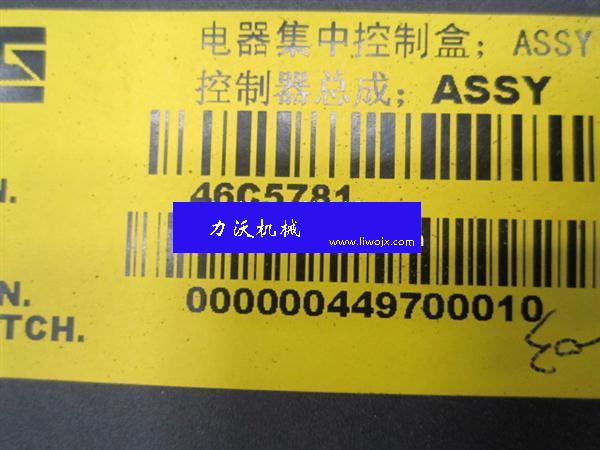 电器集中控制盒；ASSY
控制器总成；ASSY
N.
46C5781
力沃机械
www.liwojx.com
N.
000000449700010
TCH.